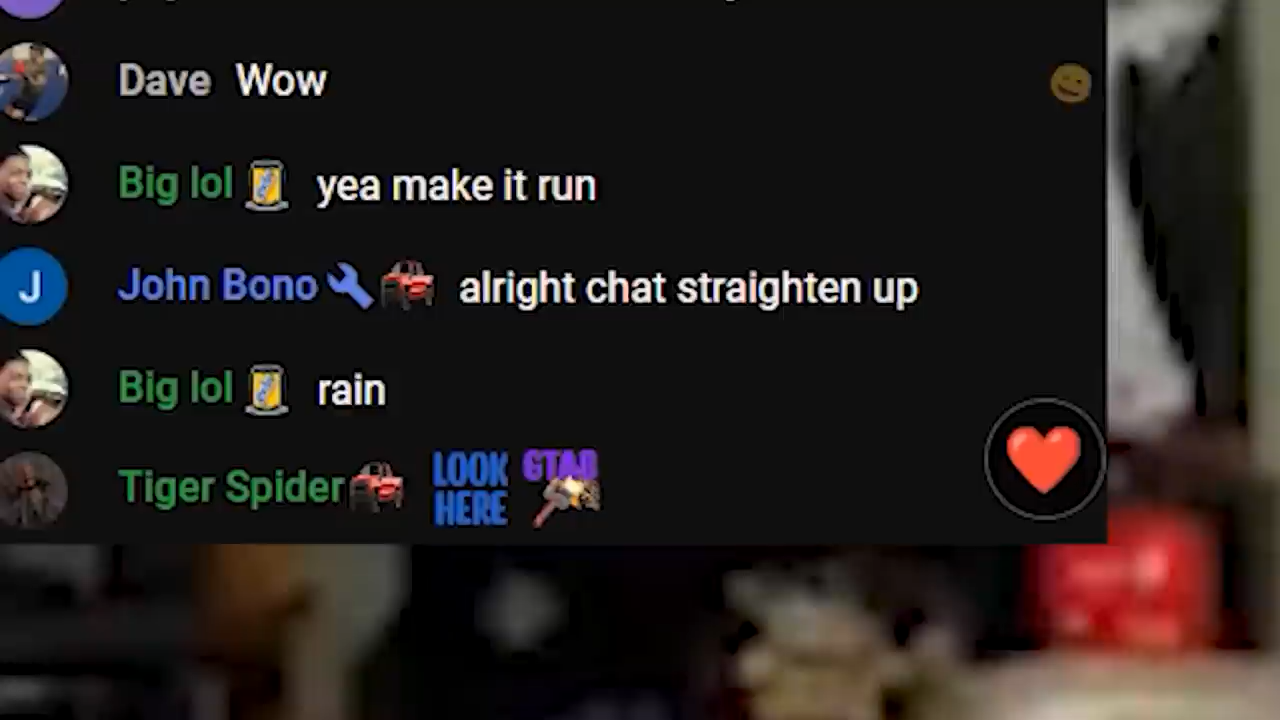 Dave Wow
Big lol yea make it run
J John Bono alright chat straighten up
Big lol rain
Tiger Spider LOOK HERE GTAB